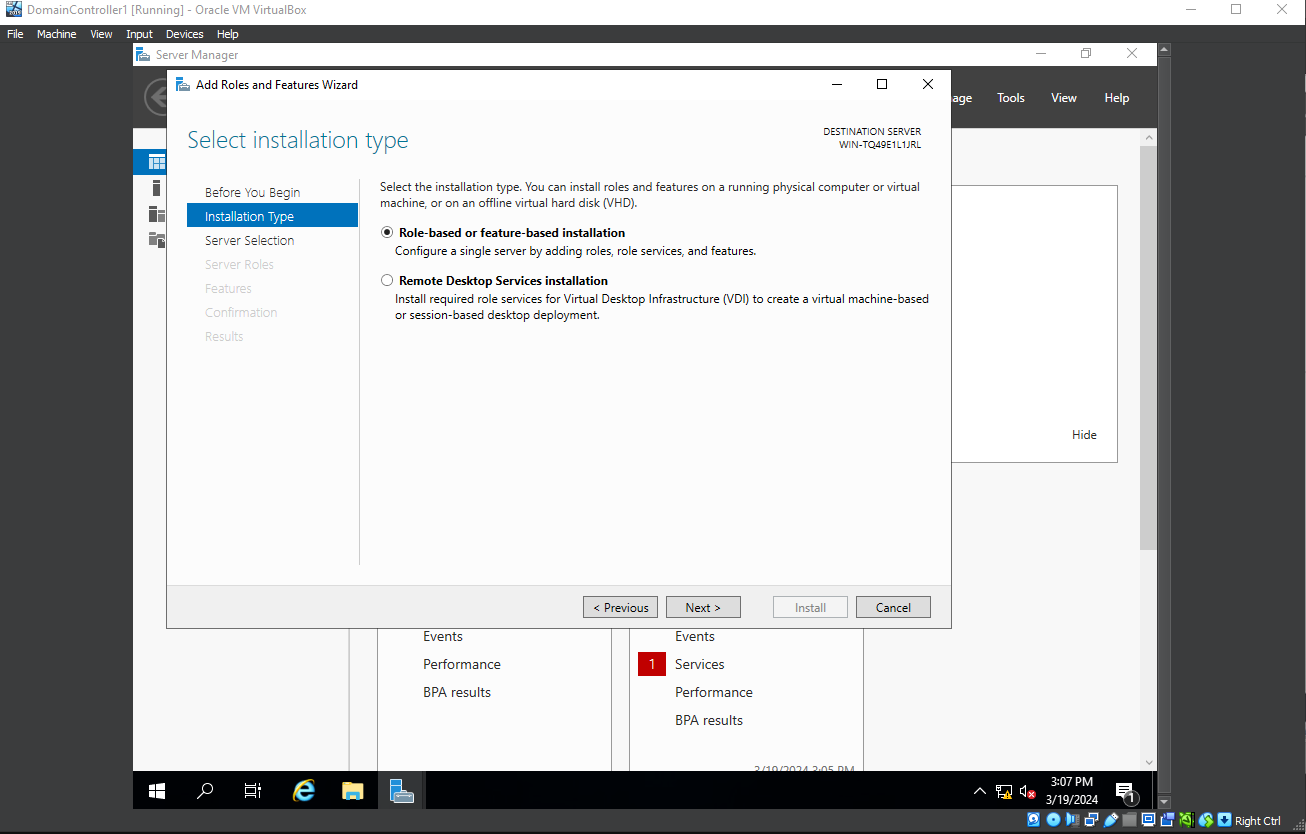 DomainController1 [Running] - Oracle VM VirtualBox
File Machine View Input Devices Help
Server Manager
Add Roles and Features Wizard
age Tools View Help
Select installation type
DESTINATION SERVER
WIN-TQ49E1L1JRL
Before You Begin
Installation Type
Server Selection
Server Roles
Features
Confirmation
Results
Select the installation type. You can install roles and features on a running physical computer or virtual
machine, or on an offline virtual hard disk (VHD).
Role-based or feature-based installation
Configure a single server by adding roles, role services, and features.
Remote Desktop Services installation
Install required role services for Virtual Desktop Infrastructure (VDI) to create a virtual machine-based
or session-based desktop deployment.
Hide
< Previous Next > Install Cancel
Events
Performance
BPA results
Events
1 Services
Performance
BPA results
3/19/2024 3:05 PM
3:07 PM
3/19/2024
1
Right Ctrl